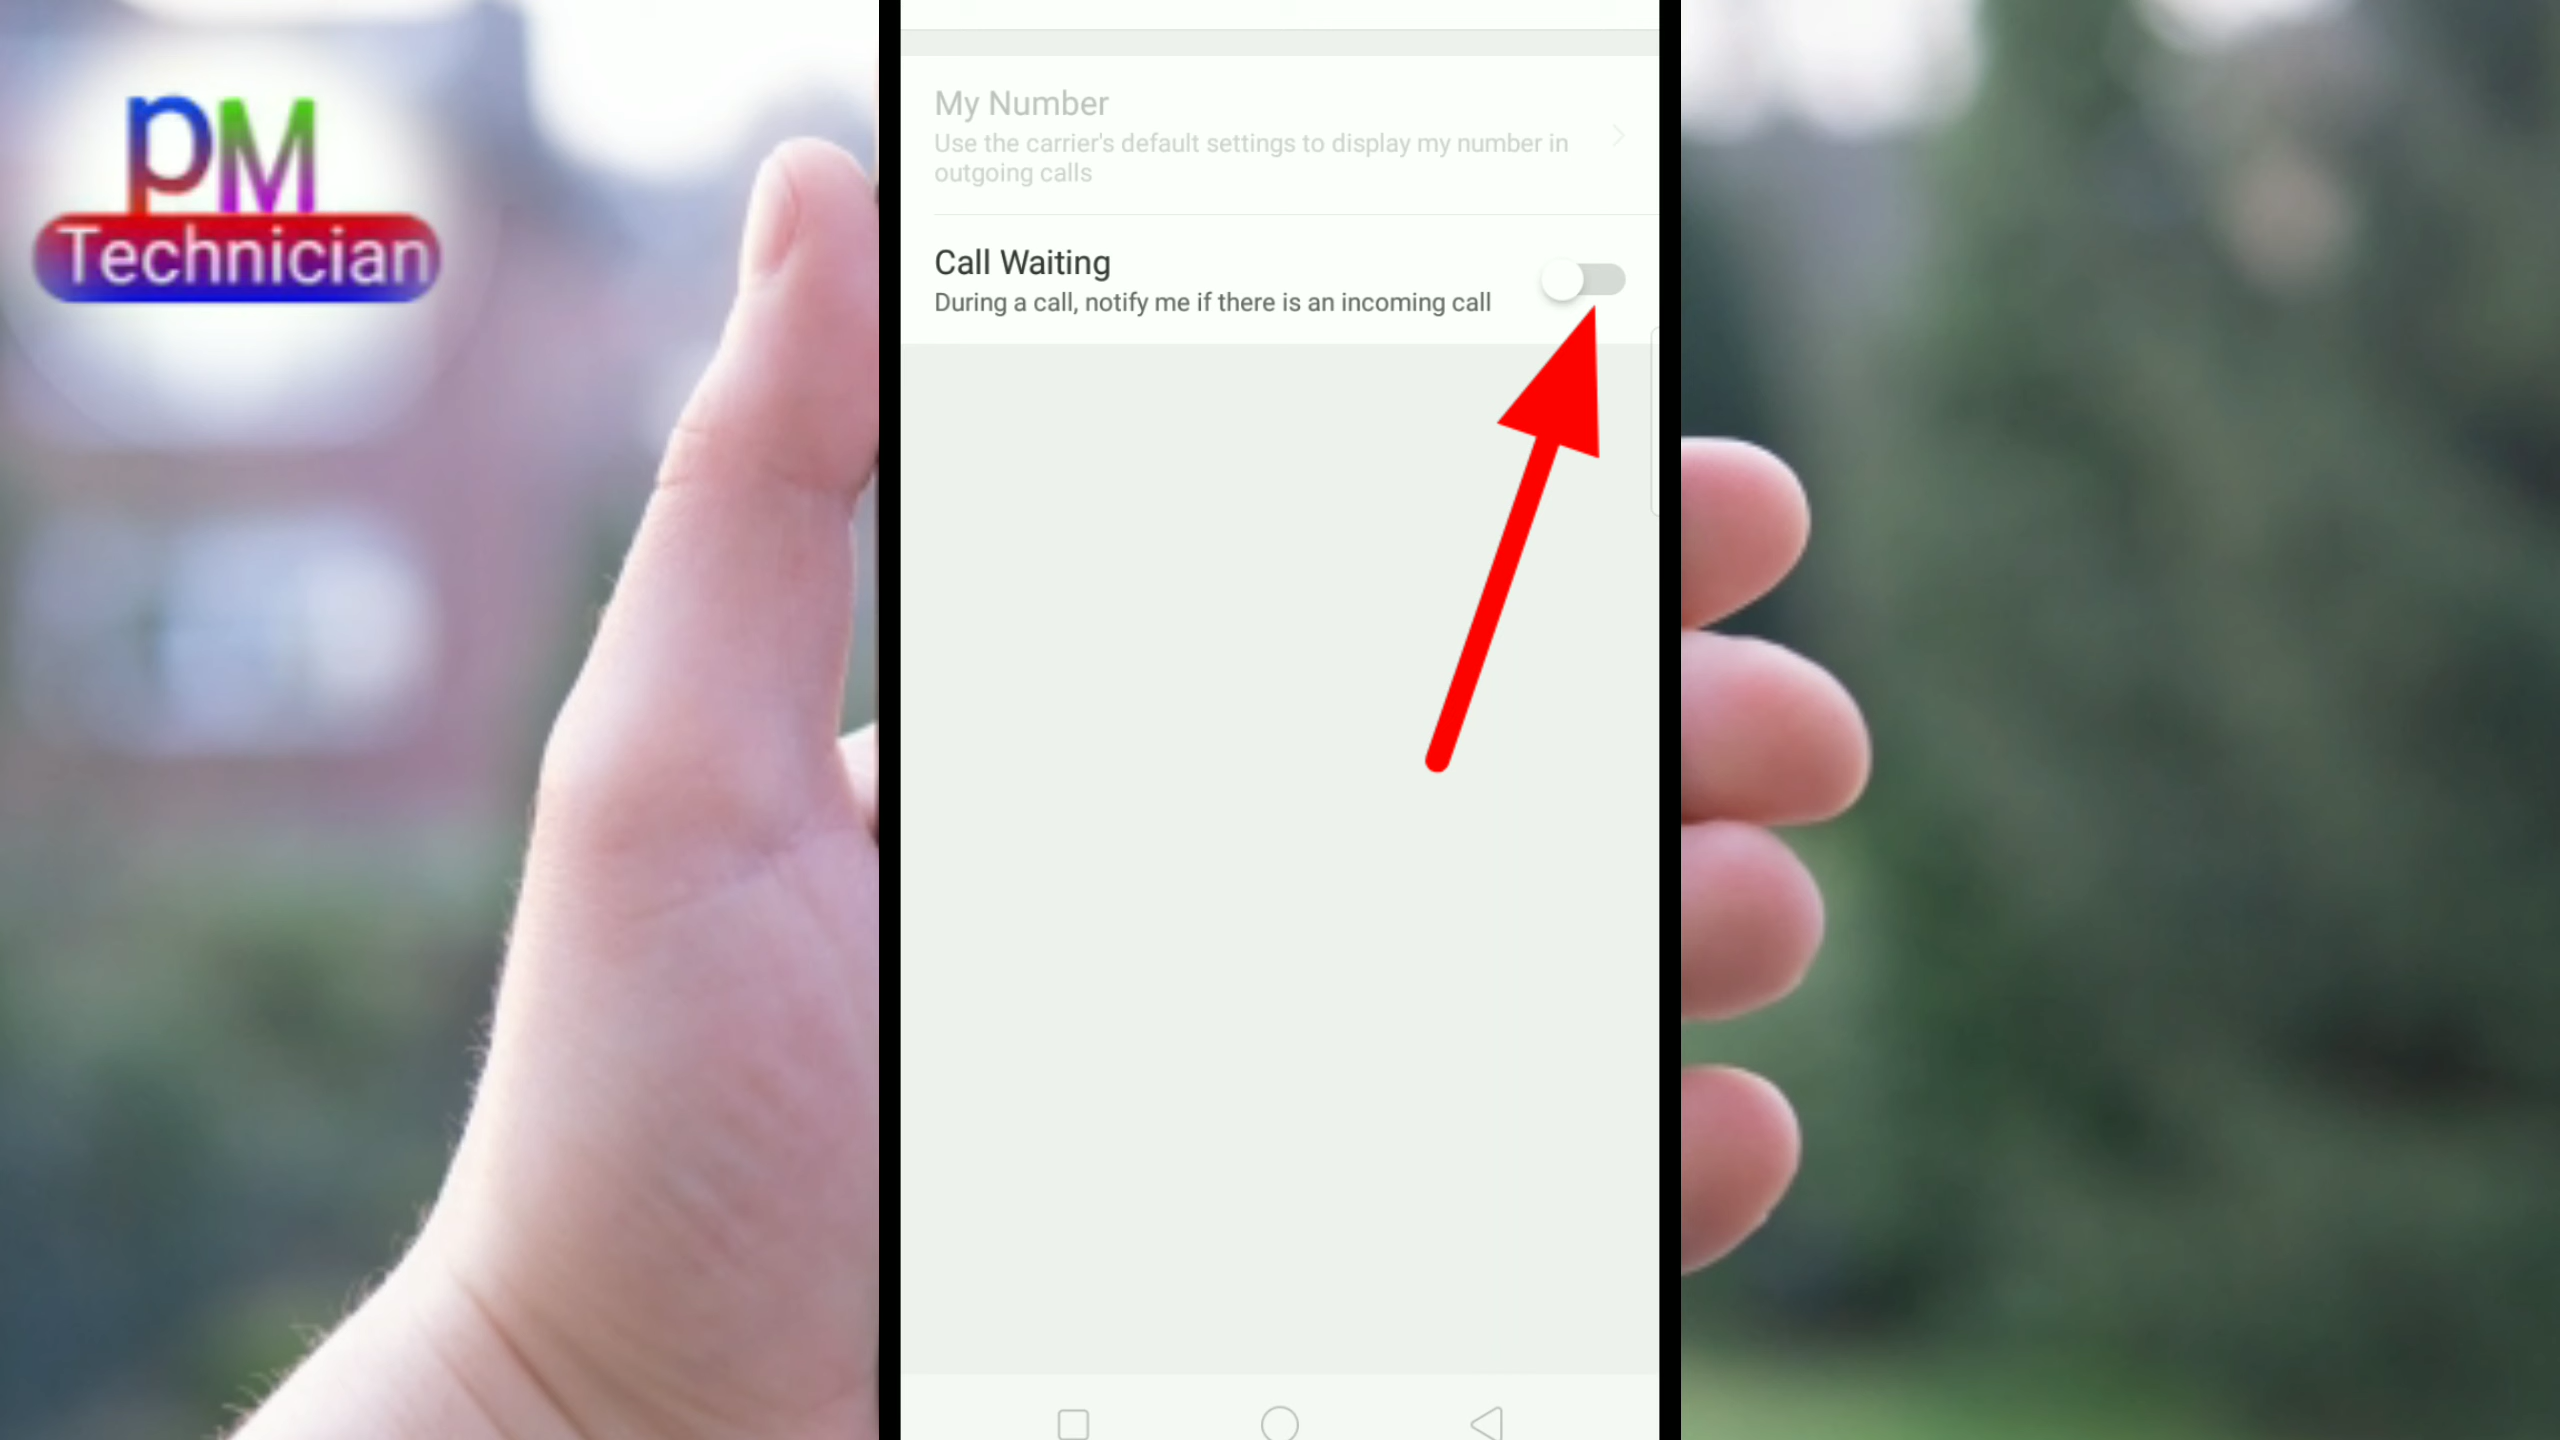 PM
Technician
My Number
Use the carrier's default settings to display my number in
outgoing calls
Call Waiting
During a call, notify me if there is an incoming call